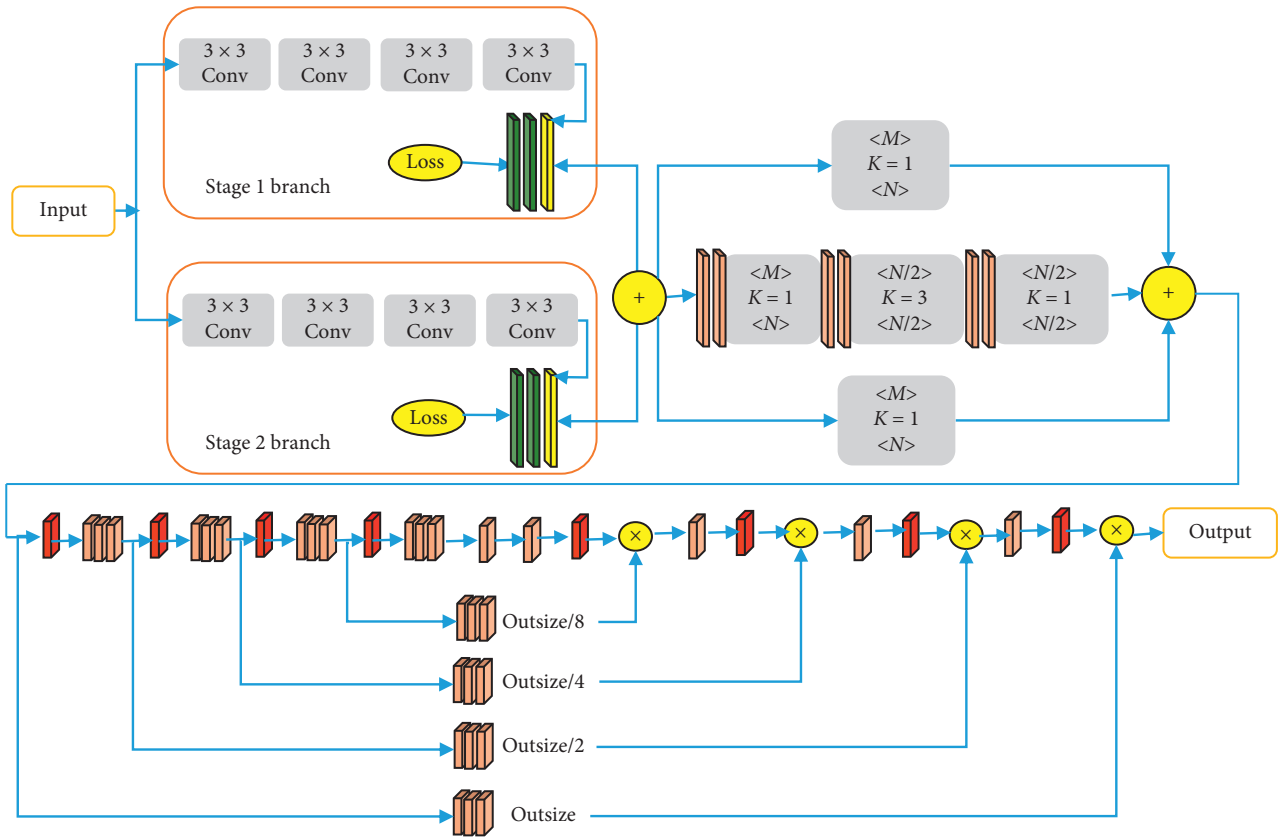 Input
3 × 3
Conv
3 × 3
Conv
3 × 3
Conv
3 × 3
Conv
Loss
Stage 1 branch
3 × 3
Conv
3 × 3
Conv
3 × 3
Conv
3 × 3
Conv
Loss
Stage 2 branch
+
<M>
K = 1
<N>
<M>
K = 1
<N>
<N/2>
K = 3
<N/2>
<N/2>
K = 1
<N/2>
<M>
K = 1
<N>
+
×
×
×
×
Output
Outsize/8
Outsize/4
Outsize/2
Outsize